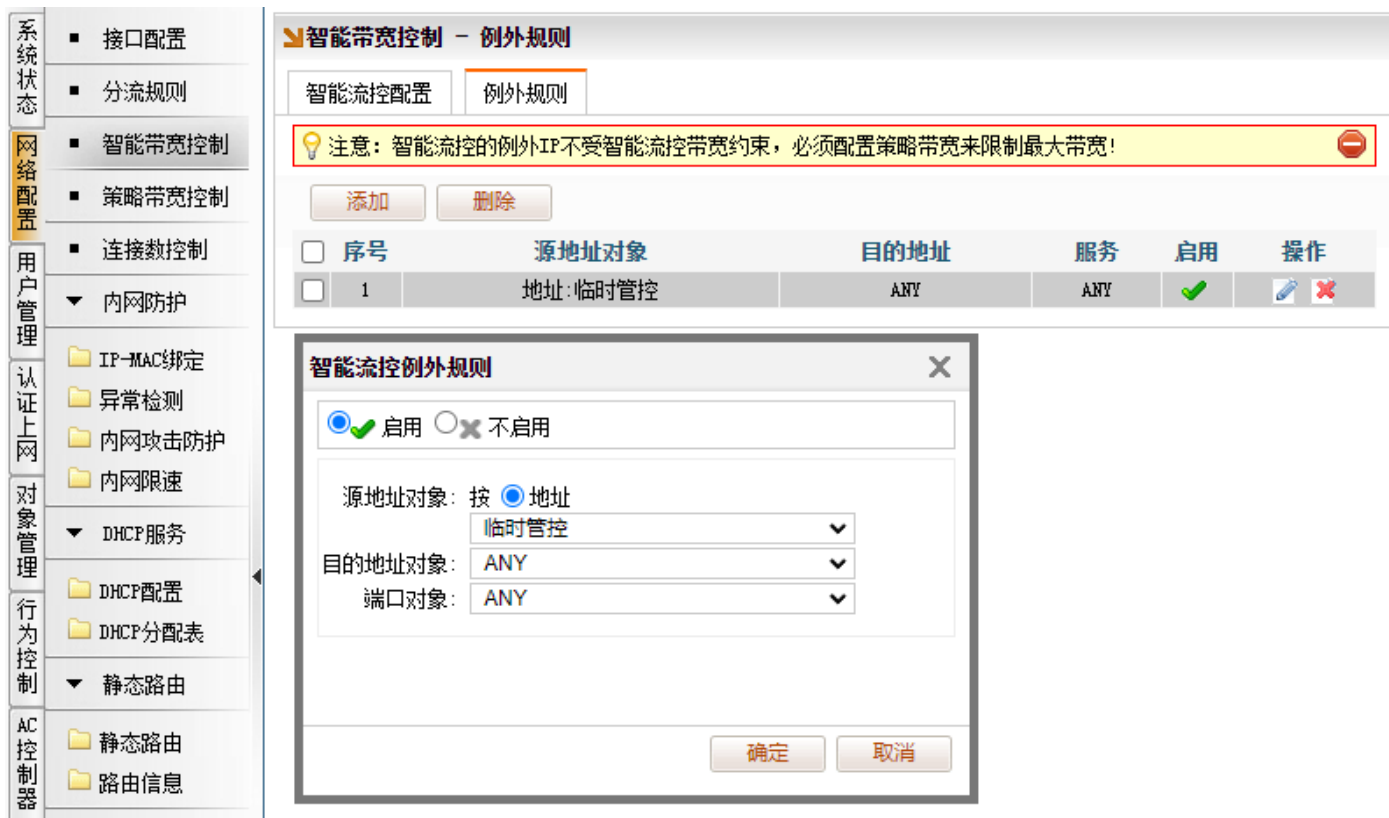 系统状态
网络配置
用户管理
认证上网
对象管理
行为控制
AC控制器
接口配置
分流规则
智能带宽控制
策略带宽控制
连接数控制
内网防护
IP-MAC绑定
异常检测
内网攻击防护
内网限速
DHCP服务
DHCP配置
DHCP分配表
静态路由
静态路由
路由信息
智能带宽控制 - 例外规则
智能流控配置 例外规则
注意：智能流控的例外IP不受智能流控带宽约束，必须配置策略带宽来限制最大带宽!
添加 删除
序号 源地址对象 目的地址 服务 启用 操作
1 地址:临时管控 ANY ANY
智能流控例外规则
启用 不启用
源地址对象: 按 地址
临时管控
目的地址对象: ANY
端口对象: ANY
确定 取消